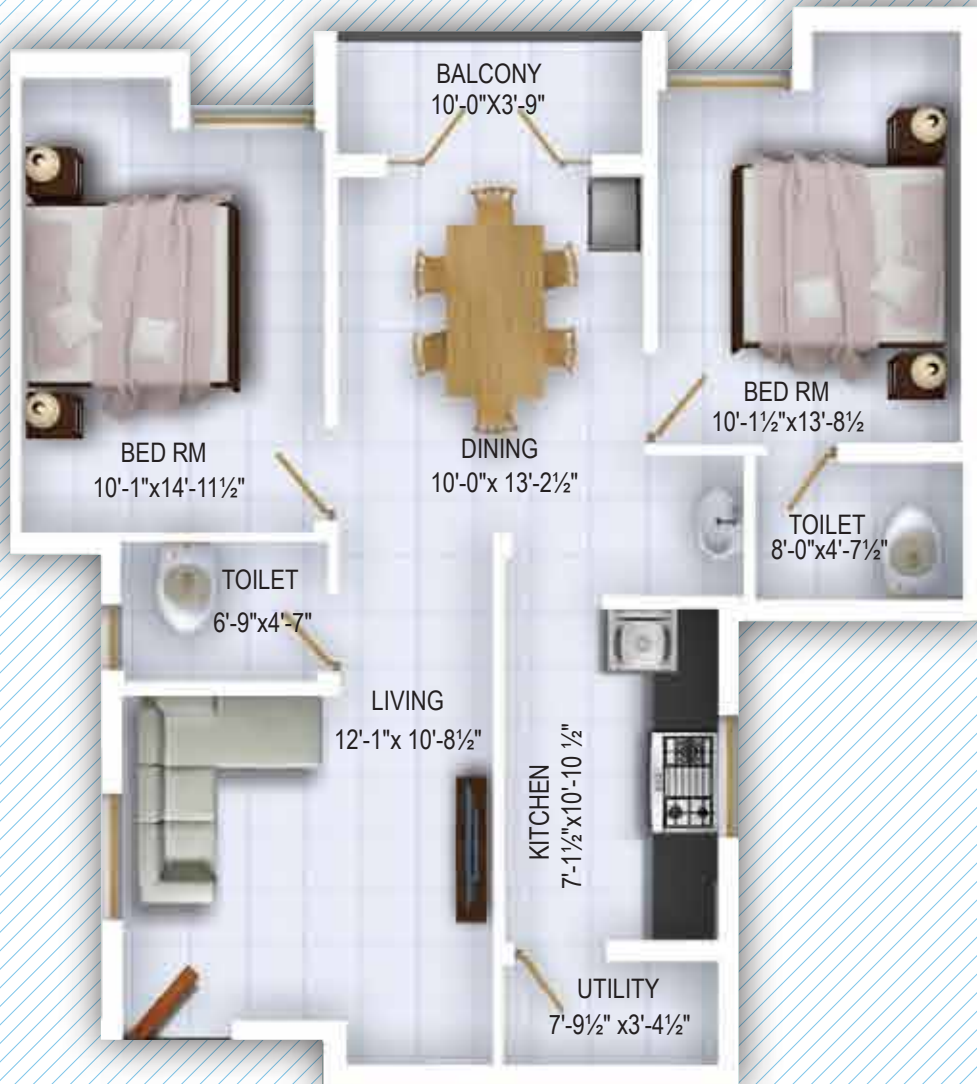 BALCONY
10'-0"X3'-9"
BED RM
10'-1½"x13'-8½
BED RM
10'-1"x14'-11½"
DINING
10'-0"x 13'-2½"
TOILET
8'-0"x4'-7½"
TOILET
6'-9"x4'-7"
LIVING
12'-1"x 10'-8½"
KITCHEN
7'-1½"x10'-10 ½"
UTILITY
7'-9½" x3'-4½"